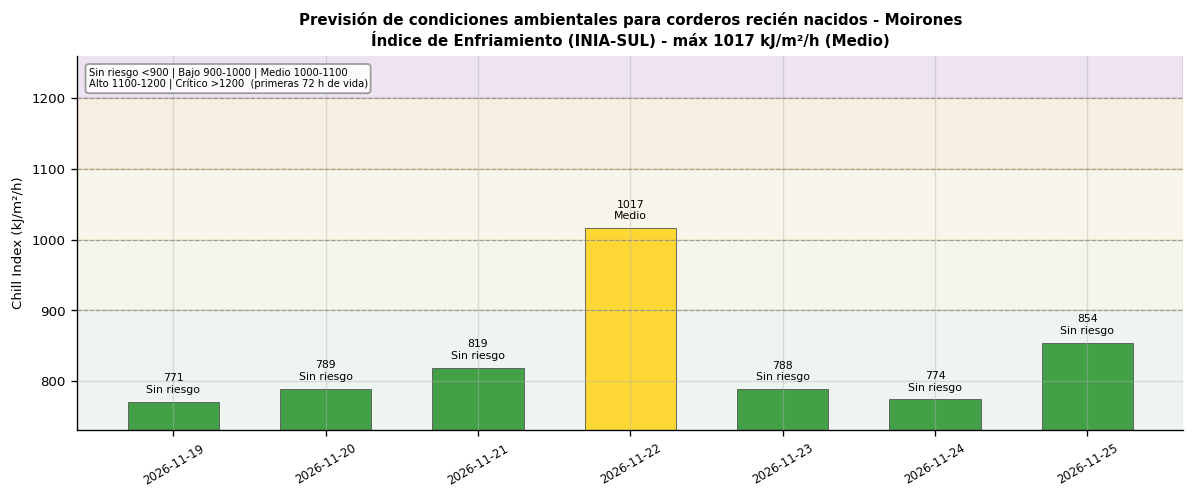 Previsión de condiciones ambientales para corderos recién nacidos - Moirones
Índice de Enfriamiento (INIA-SUL) - máx 1017 kJ/m²/h (Medio)
Sin riesgo <900 | Bajo 900-1000 | Medio 1000-1100
Alto 1100-1200 | Crítico >1200  (primeras 72 h de vida)
Chill Index (kJ/m²/h)
1200
1100
1000
900
800
771
Sin riesgo
789
Sin riesgo
819
Sin riesgo
1017
Medio
788
Sin riesgo
774
Sin riesgo
854
Sin riesgo
2026-11-19
2026-11-20
2026-11-21
2026-11-22
2026-11-23
2026-11-24
2026-11-25